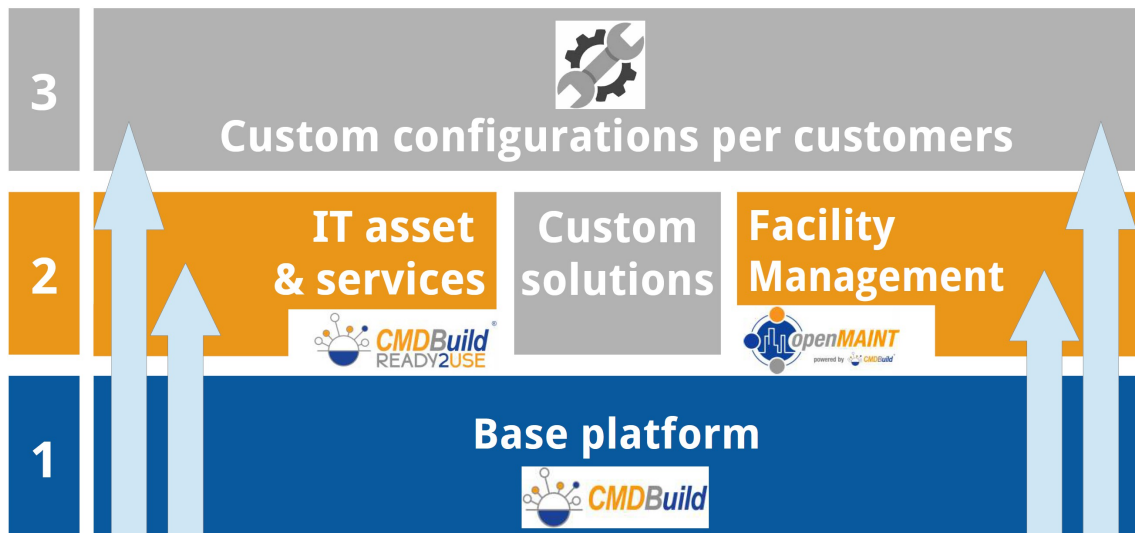 3
Custom configurations per customers
2
IT asset
& services
CMDBuild®
READY2USE
Custom
solutions
Facility
Management
openMAINT
powered by CMDBuild
1
Base platform
CMDBuild